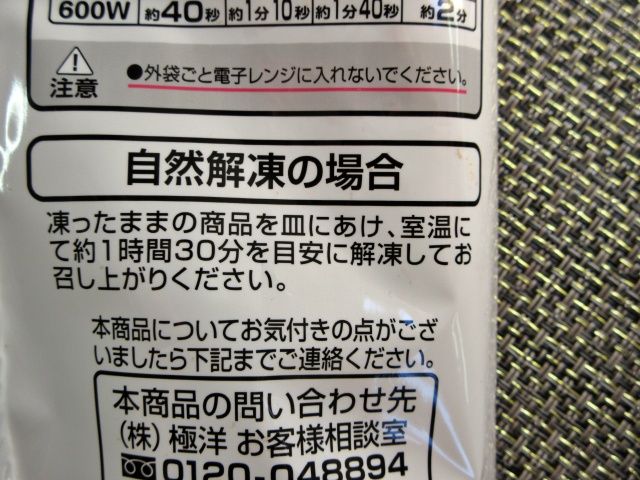 600W 約40秒 約1分10秒 約1分40秒 約2分
注意 ●外袋ごと電子レンジに入れないでください。
自然解凍の場合
凍ったままの商品を皿にあけ、室温に
て約1時間30分を目安に解凍してお
召し上がりください。
本商品についてお気付きの点がござ
いましたら下記までご連絡ください。
本商品の問い合わせ先
(株)極洋 お客様相談室
0120-048894